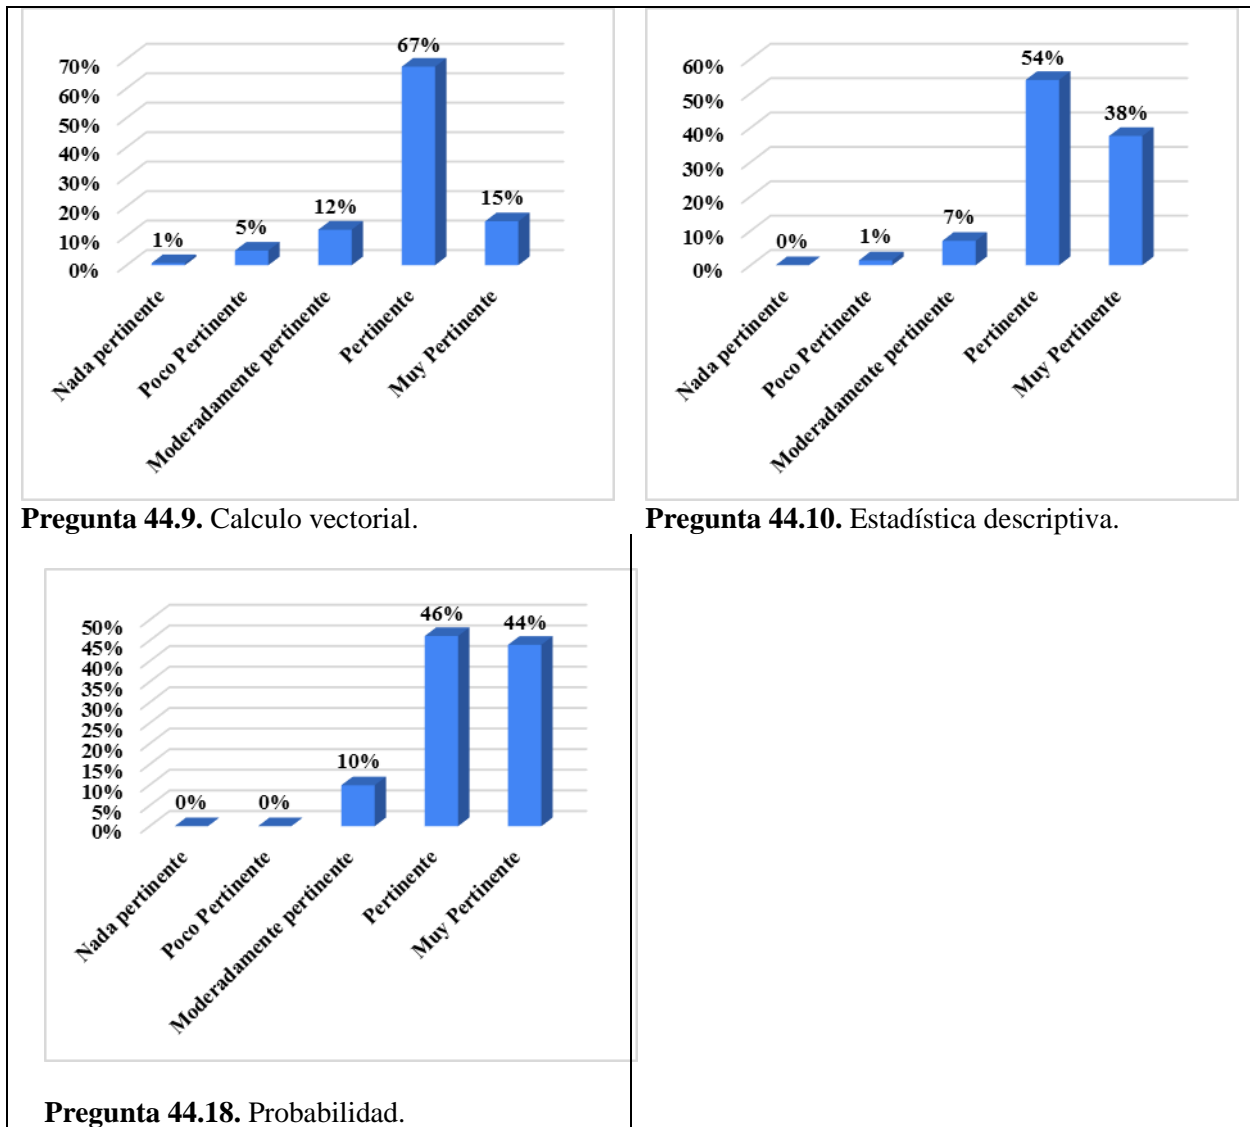 67%
70%
60%
50%
40%
30%
20%
10%
0%
1%
5%
12%
15%
Nada pertinente
Poco Pertinente
Moderadamente pertinente
Pertinente
Muy Pertinente
Pregunta 44.9. Calculo vectorial.
54%
60%
50%
40%
30%
20%
10%
0%
0%
1%
7%
38%
Nada pertinente
Poco Pertinente
Moderadamente pertinente
Pertinente
Muy Pertinente
Pregunta 44.10. Estadística descriptiva.
46%
44%
50%
45%
40%
35%
30%
25%
20%
15%
10%
5%
0%
0%
0%
10%
Nada pertinente
Poco Pertinente
Moderadamente pertinente
Pertinente
Muy Pertinente
Pregunta 44.18. Probabilidad.